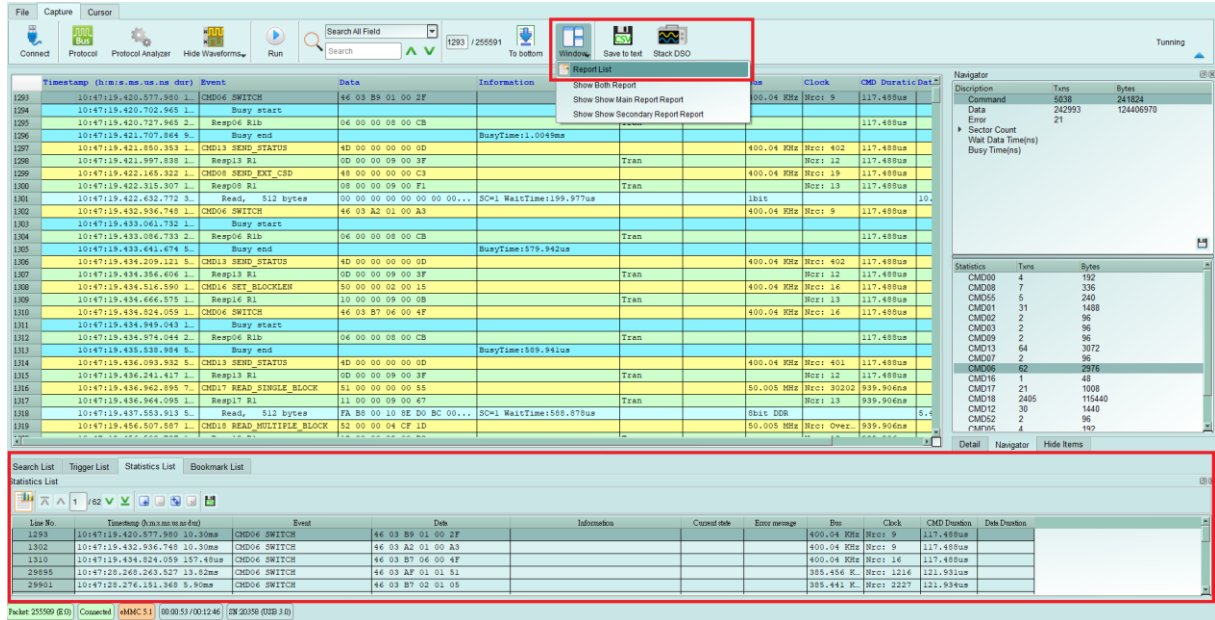 File Capture Cursor
Connect Protocol Protocol Analyzer Hide Waveforms Run Search All Field Search 1293 / 255591 To bottom Window Save to text Stack DSO Tunning
Report List
Show Both Report
Show Show Main Report Report
Show Show Secondary Report Report
Timestamp (h:m:s.ms.us.ns dur) Event Data Information Clock CMD Duratic Dat
1293 10:47:19.420.577.980 1... CMD06 SWITCH 46 03 B9 01 00 2F 400.04 KHz Nrc: 9 117.488us
1294 10:47:19.420.702.965 1... Busy start
1295 10:47:19.420.727.965 2... Resp06 R1b 06 00 00 08 00 CB Tran 117.488us
1296 10:47:19.421.707.864 9... Busy end BusyTime:1.0049ms
1297 10:47:19.421.850.353 1... CMD13 SEND_STATUS 4D 00 00 00 00 0D 400.04 KHz Nrc: 402 117.488us
1298 10:47:19.421.997.838 1... Resp13 R1 0D 00 00 09 00 3F Tran Ncr: 12 117.488us
1299 10:47:19.422.165.322 1... CMD08 SEND_EXT_CSD 48 00 00 00 00 C3 400.04 KHz Nrc: 19 117.488us
1300 10:47:19.422.315.307 1... Resp08 R1 08 00 00 09 00 F1 Tran Ncr: 13 117.488us
1301 10:47:19.422.632.772 3... Read, 512 bytes 00 00 00 00 00 00 00... SC=1 WaitTime:199.977us 1bit 10.
1302 10:47:19.432.936.748 1... CMD06 SWITCH 46 03 A2 01 00 A3 400.04 KHz Nrc: 9 117.488us
1303 10:47:19.433.061.732 1... Busy start
1304 10:47:19.433.086.733 2... Resp06 R1b 06 00 00 08 00 CB Tran 117.488us
1305 10:47:19.433.641.674 5... Busy end BusyTime:579.942us
1306 10:47:19.434.209.121 5... CMD13 SEND_STATUS 4D 00 00 00 00 0D 400.04 KHz Nrc: 402 117.488us
1307 10:47:19.434.356.606 1... Resp13 R1 0D 00 00 09 00 3F Tran Ncr: 12 117.488us
1308 10:47:19.434.516.590 1... CMD16 SET_BLOCKLEN 50 00 00 02 00 15 400.04 KHz Nrc: 16 117.488us
1309 10:47:19.434.666.575 1... Resp16 R1 10 00 00 09 00 0B Tran Ncr: 13 117.488us
1310 10:47:19.434.824.059 1... CMD06 SWITCH 46 03 B7 06 00 4F 400.04 KHz Nrc: 16 117.488us
1311 10:47:19.434.949.043 1... Busy start
1312 10:47:19.434.974.044 2... Resp06 R1b 06 00 00 08 00 CB Tran 117.488us
1313 10:47:19.435.538.984 5... Busy end BusyTime:589.941us
1314 10:47:19.436.093.932 5... CMD13 SEND_STATUS 4D 00 00 00 00 0D 400.04 KHz Nrc: 401 117.488us
1315 10:47:19.436.241.417 1... Resp13 R1 0D 00 00 09 00 3F Tran Ncr: 12 117.488us
1316 10:47:19.436.962.895 7... CMD17 READ_SINGLE_BLOCK 51 00 00 00 00 55 50.005 MHz Nrc: 30202 939.906ns
1317 10:47:19.436.964.095 1... Resp17 R1 11 00 00 09 00 67 Tran Ncr: 13 939.906ns
1318 10:47:19.437.553.913 5... Read, 512 bytes FA B8 00 10 8E D0 BC 00... SC=1 WaitTime:588.878us 8bit DDR 5.4
1319 10:47:19.456.507.587 1... CMD18 READ_MULTIPLE_BLOCK 52 00 00 04 CF 1D 50.005 MHz Nrc: Over... 939.906ns
Navigator
Discription Txns Bytes
Command 5038 241824
Data 242993 124406970
Error 21
Sector Count
Wait Data Time(ns)
Busy Time(ns)
Statistics Txns Bytes
CMD00 4 192
CMD08 7 336
CMD55 5 240
CMD01 31 1488
CMD02 2 96
CMD03 2 96
CMD09 2 96
CMD13 64 3072
CMD07 2 96
CMD06 62 2976
CMD16 1 48
CMD17 21 1008
CMD18 2405 115440
CMD12 30 1440
CMD52 2 96
CMD05 4 192
Detail Navigator Hide Items
Search List Trigger List Statistics List Bookmark List
Statistics List
1 /62
Line No. Timestamp (h:m:s.ms.us.ns dur) Event Data Information Current state Error message Bus Clock CMD Duration Data Duration
1293 10:47:19.420.577.980 10.30ms CMD06 SWITCH 46 03 B9 01 00 2F 400.04 KHz Nrc: 9 117.488us
1302 10:47:19.432.936.748 10.30ms CMD06 SWITCH 46 03 A2 01 00 A3 400.04 KHz Nrc: 9 117.488us
1310 10:47:19.434.824.059 157.48us CMD06 SWITCH 46 03 B7 06 00 4F 400.04 KHz Nrc: 16 117.488us
29895 10:47:28.268.263.527 13.82ms CMD06 SWITCH 46 03 AF 01 01 51 385.456 K... Nrc: 1216 121.931us
29901 10:47:28.276.151.368 5.90ms CMD06 SWITCH 46 03 B7 02 01 05 385.441 K... Nrc: 2227 121.934us
Packet: 255509 (E:0) Connected eMMC 5.1 00:00:53 / 00:12:46 SN:20358 (USB 3.0)